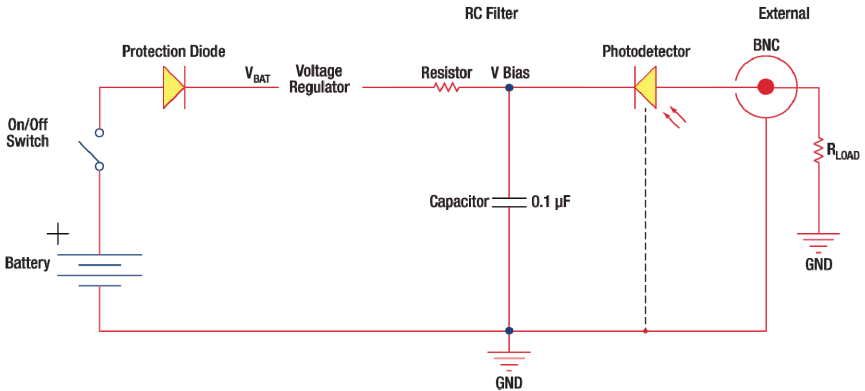 RC Filter
External
Protection Diode
Photodetector
BNC
VBAT
Voltage
Regulator
Resistor
V Bias
On/Off
Switch
RLOAD
Capacitor
0.1 µF
+
Battery
GND
GND